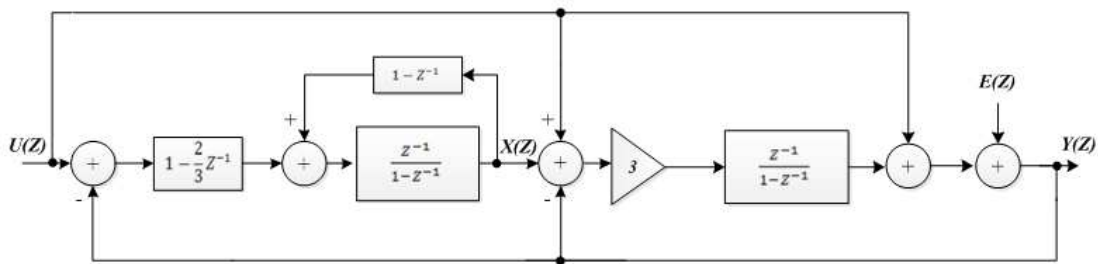 1 − Z⁻¹
E(Z)
+
U(Z)
+
1 − 2/3 Z⁻¹
+
Z⁻¹
1−Z⁻¹
X(Z)
+
+
3
Z⁻¹
1−Z⁻¹
+
+
Y(Z)
-
-